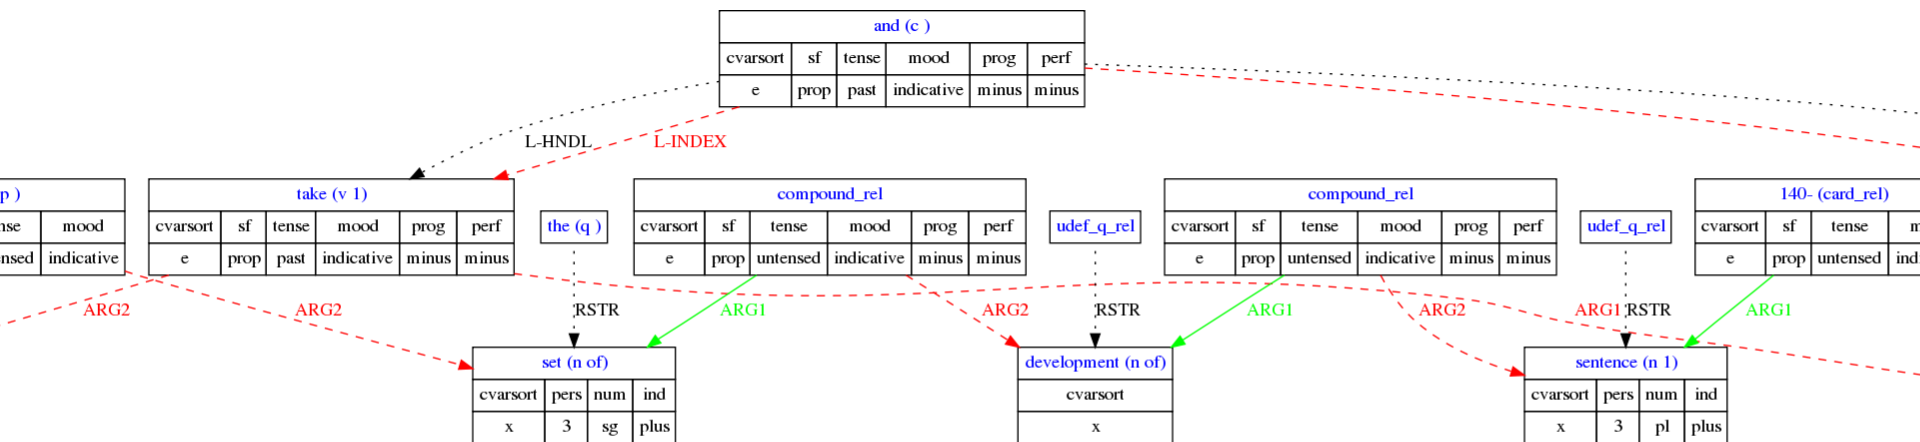 and (c )
cvarsort sf tense mood prog perf
e prop past indicative minus minus
L-HNDL L-INDEX
p ) take (v 1) compound_rel compound_rel 140- (card_rel)
nse mood cvarsort sf tense mood prog perf the (q ) cvarsort sf tense mood prog perf udef_q_rel cvarsort sf tense mood prog perf udef_q_rel cvarsort sf tense m
ensed indicative e prop past indicative minus minus e prop untensed indicative minus minus e prop untensed indicative minus minus e prop untensed indi
ARG2 ARG2 RSTR ARG1 ARG2 RSTR ARG1 ARG2 ARG1 RSTR ARG1
set (n of) development (n of) sentence (n 1)
cvarsort pers num ind cvarsort cvarsort pers num ind
x 3 sg plus x x 3 pl plus